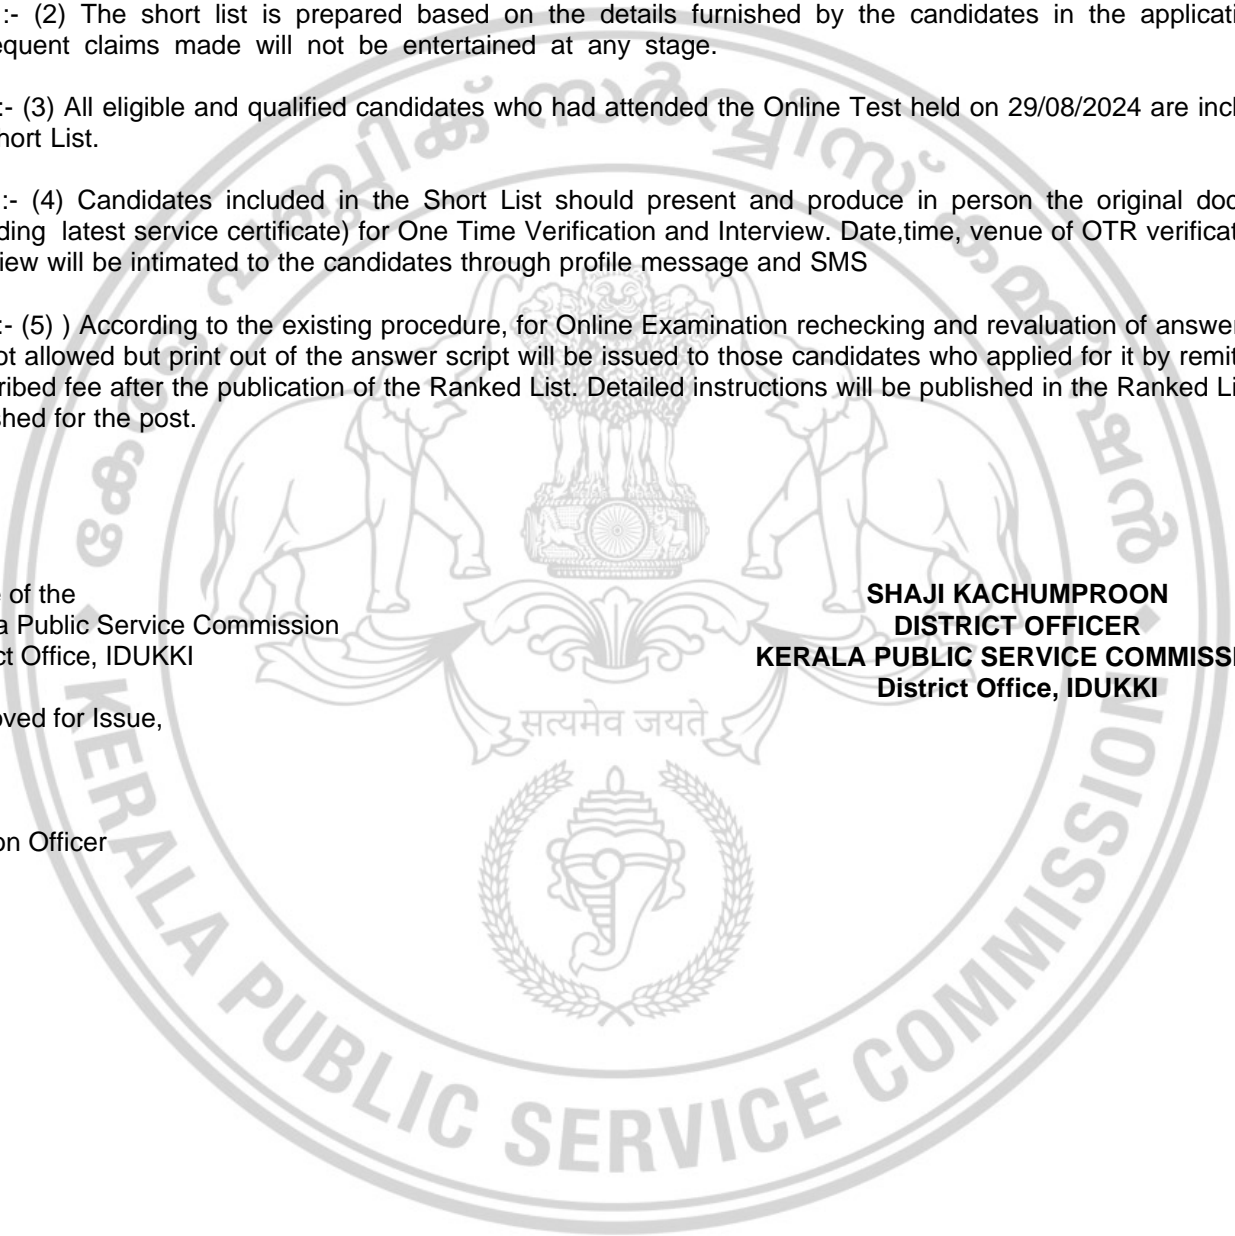 :- (2) The short list is prepared based on the details furnished by the candidates in the applicati
equent claims made will not be entertained at any stage.
:- (3) All eligible and qualified candidates who had attended the Online Test held on 29/08/2024 are incl
hort List.
:- (4) Candidates included in the Short List should present and produce in person the original doc
ding latest service certificate) for One Time Verification and Interview. Date,time, venue of OTR verificat
iew will be intimated to the candidates through profile message and SMS
:- (5) ) According to the existing procedure, for Online Examination rechecking and revaluation of answer
ot allowed but print out of the answer script will be issued to those candidates who applied for it by remit
ribed fee after the publication of the Ranked List. Detailed instructions will be published in the Ranked Li
shed for the post.
e of the
a Public Service Commission
ct Office, IDUKKI
oved for Issue,
on Officer
SHAJI KACHUMPROON
DISTRICT OFFICER
KERALA PUBLIC SERVICE COMMISSI
District Office, IDUKKI
കേരള പബ്ലിക് സർവ്വീസ് കമ്മീഷൻ
सत्यमेव जयते
KERALA PUBLIC SERVICE COMMISSION